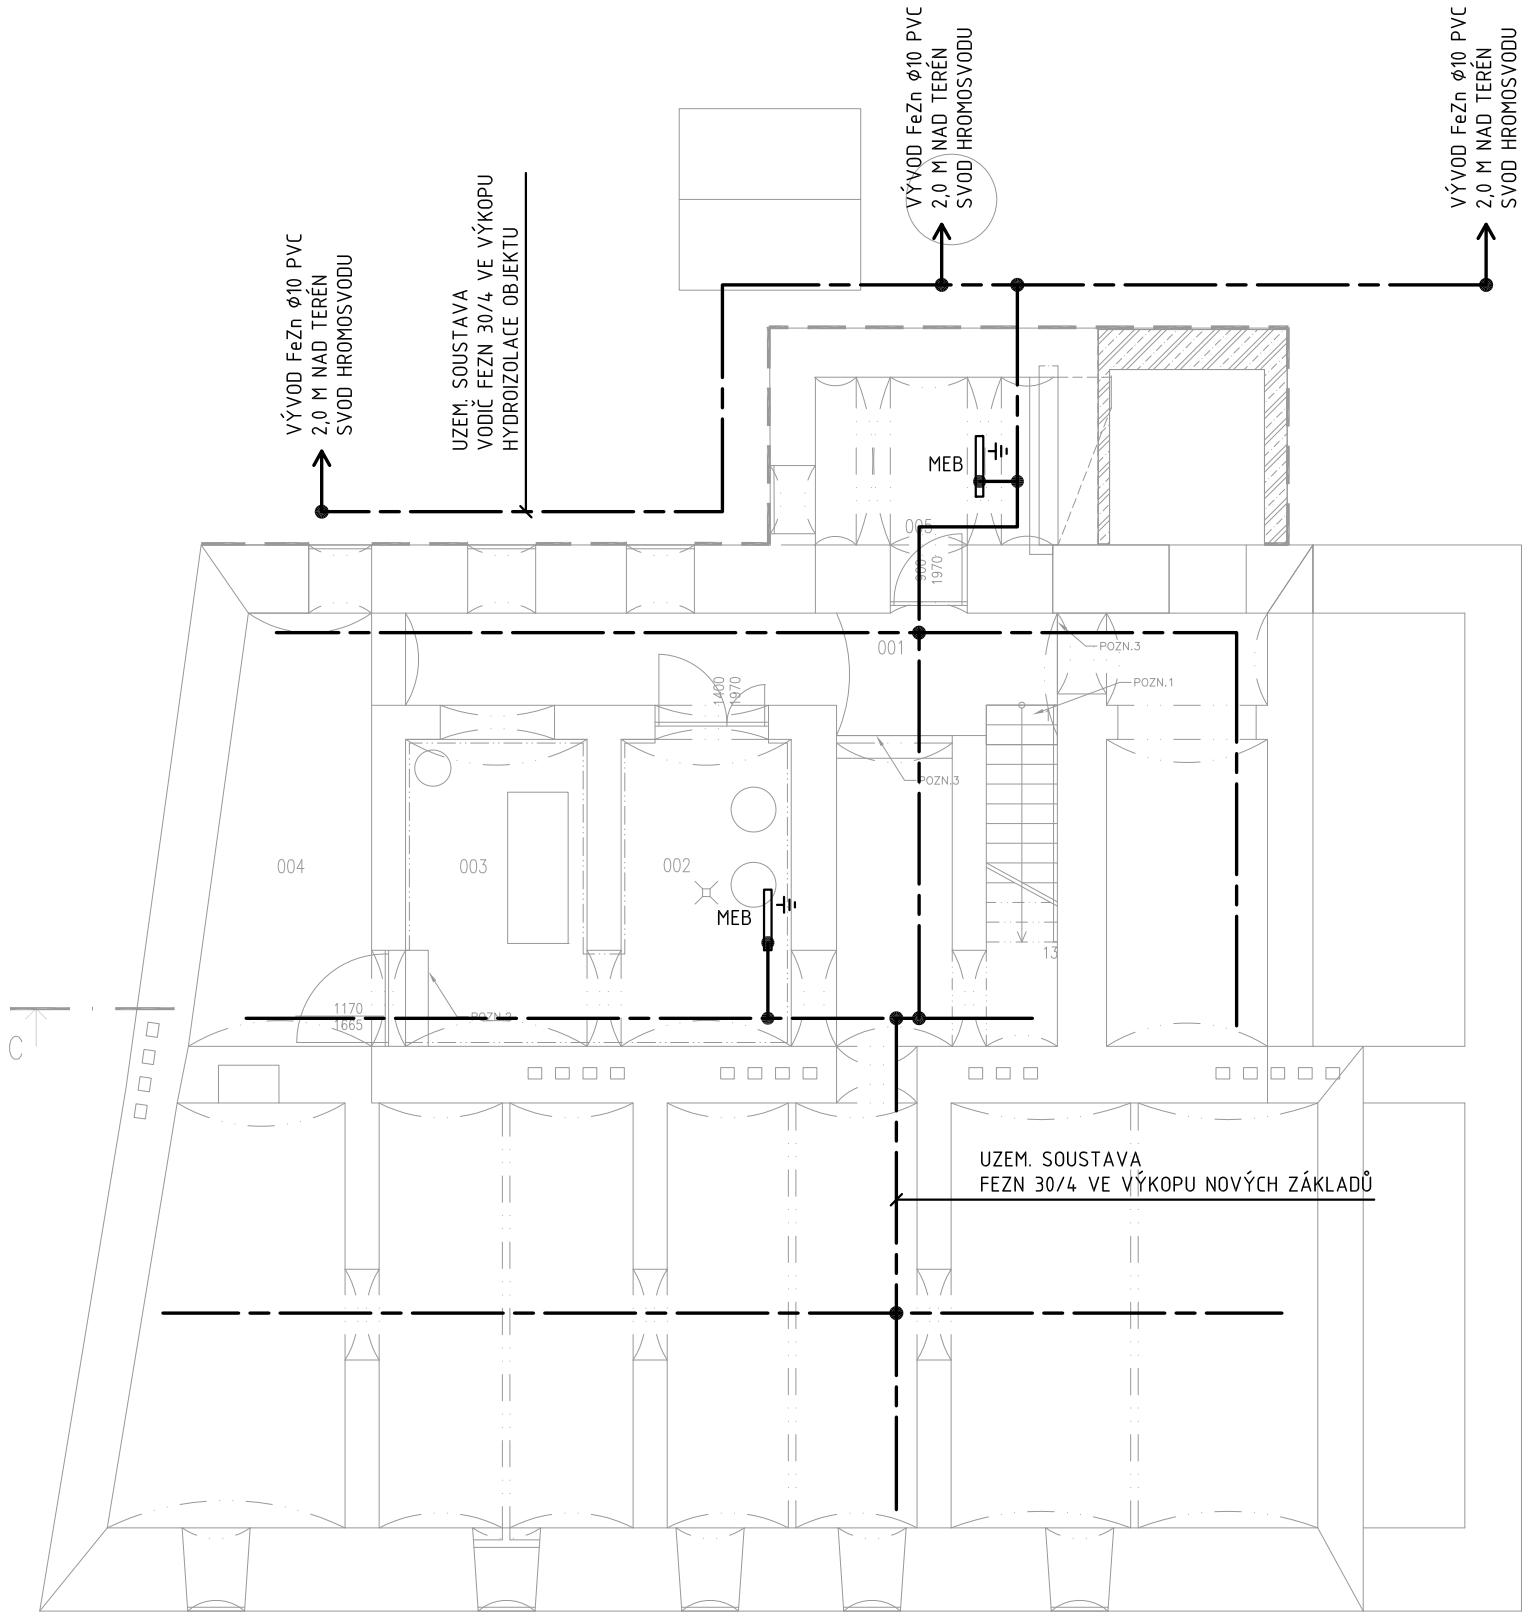 VÝVOD FeZn ø10 PVC
2,0 M NAD TERÉN
SVOD HROMOSVODU
VÝVOD FeZn ø10 PVC
2,0 M NAD TERÉN
SVOD HROMOSVODU
UZEM. SOUSTAVA
VODIČ FEZN 30/4 VE VÝKOPU
HYDROIZOLACE OBJEKTU
VÝVOD FeZn ø10 PVC
2,0 M NAD TERÉN
SVOD HROMOSVODU
MEB
005
900
1970
001
POZN.3
POZN.1
1400
1970
POZN.3
004
003
002
MEB
13
1170
1665
POZN.2
C
UZEM. SOUSTAVA
FEZN 30/4 VE VÝKOPU NOVÝCH ZÁKLADŮ